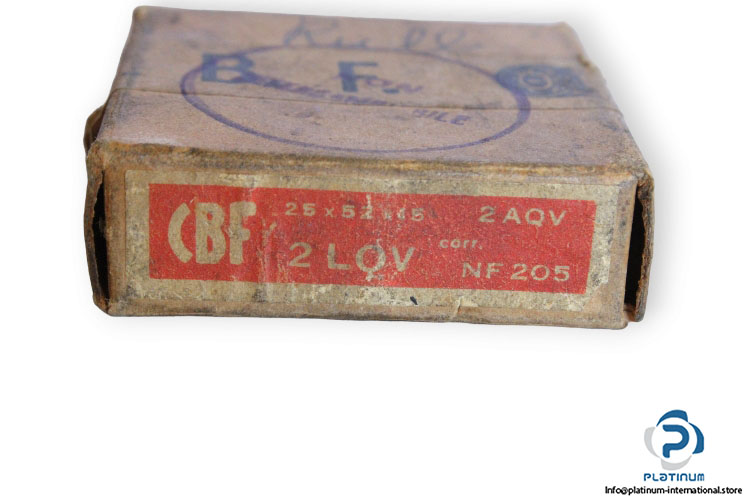 B. F.
CBF 25 x 52 x 15 2 AQV
2 LQV corr. NF 205
PLATINUM
Info@platinum-international.store